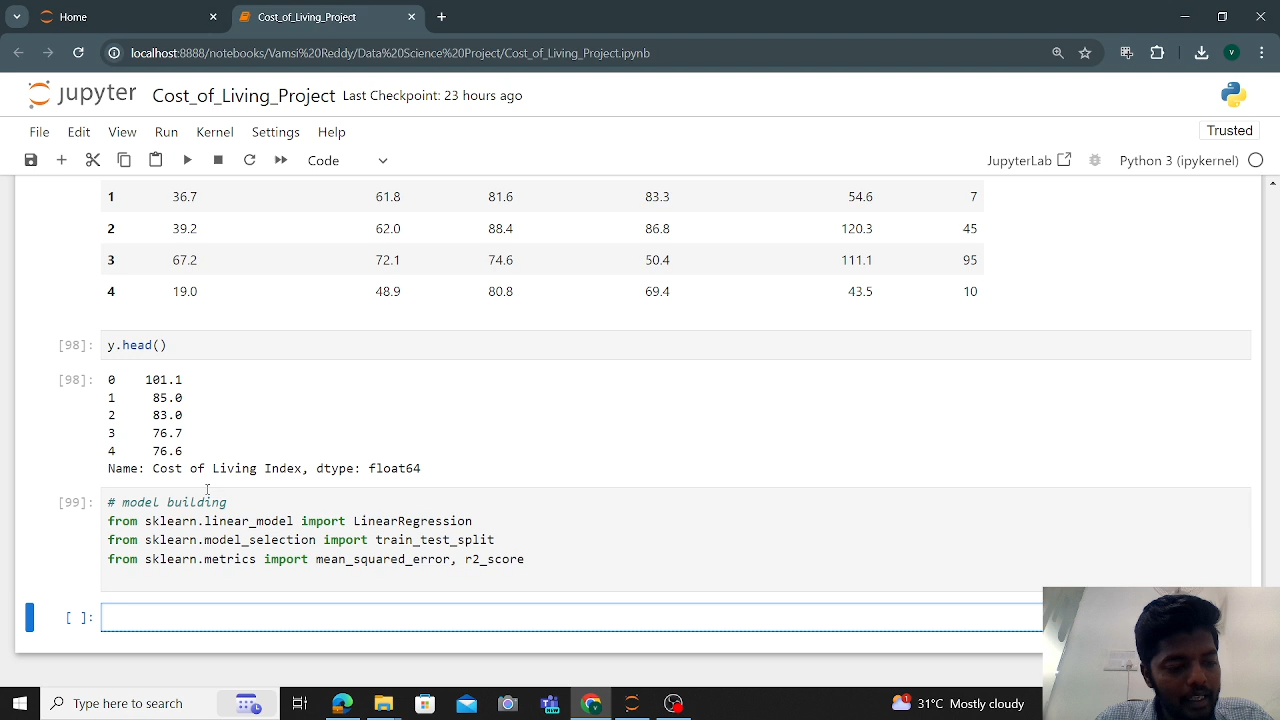 Home
Cost_of_Living_Project
localhost:8888/notebooks/Vamsi%20Reddy/Data%20Science%20Project/Cost_of_Living_Project.ipynb
V
jupyter Cost_of_Living_Project Last Checkpoint: 23 hours ago
File Edit View Run Kernel Settings Help
Trusted
Code
JupyterLab
Python 3 (ipykernel)
1 36.7 61.8 81.6 83.3 54.6 7
2 39.2 62.0 88.4 86.8 120.3 45
3 67.2 72.1 74.6 50.4 111.1 95
4 19.0 48.9 80.8 69.4 43.5 10
[98]: y.head()
[98]: 0 101.1
1 85.0
2 83.0
3 76.7
4 76.6
Name: Cost of Living Index, dtype: float64
[99]: # model building
from sklearn.linear_model import LinearRegression
from sklearn.model_selection import train_test_split
from sklearn.metrics import mean_squared_error, r2_score
[ ]:
Type here to search
NEW
1
31°C Mostly cloudy